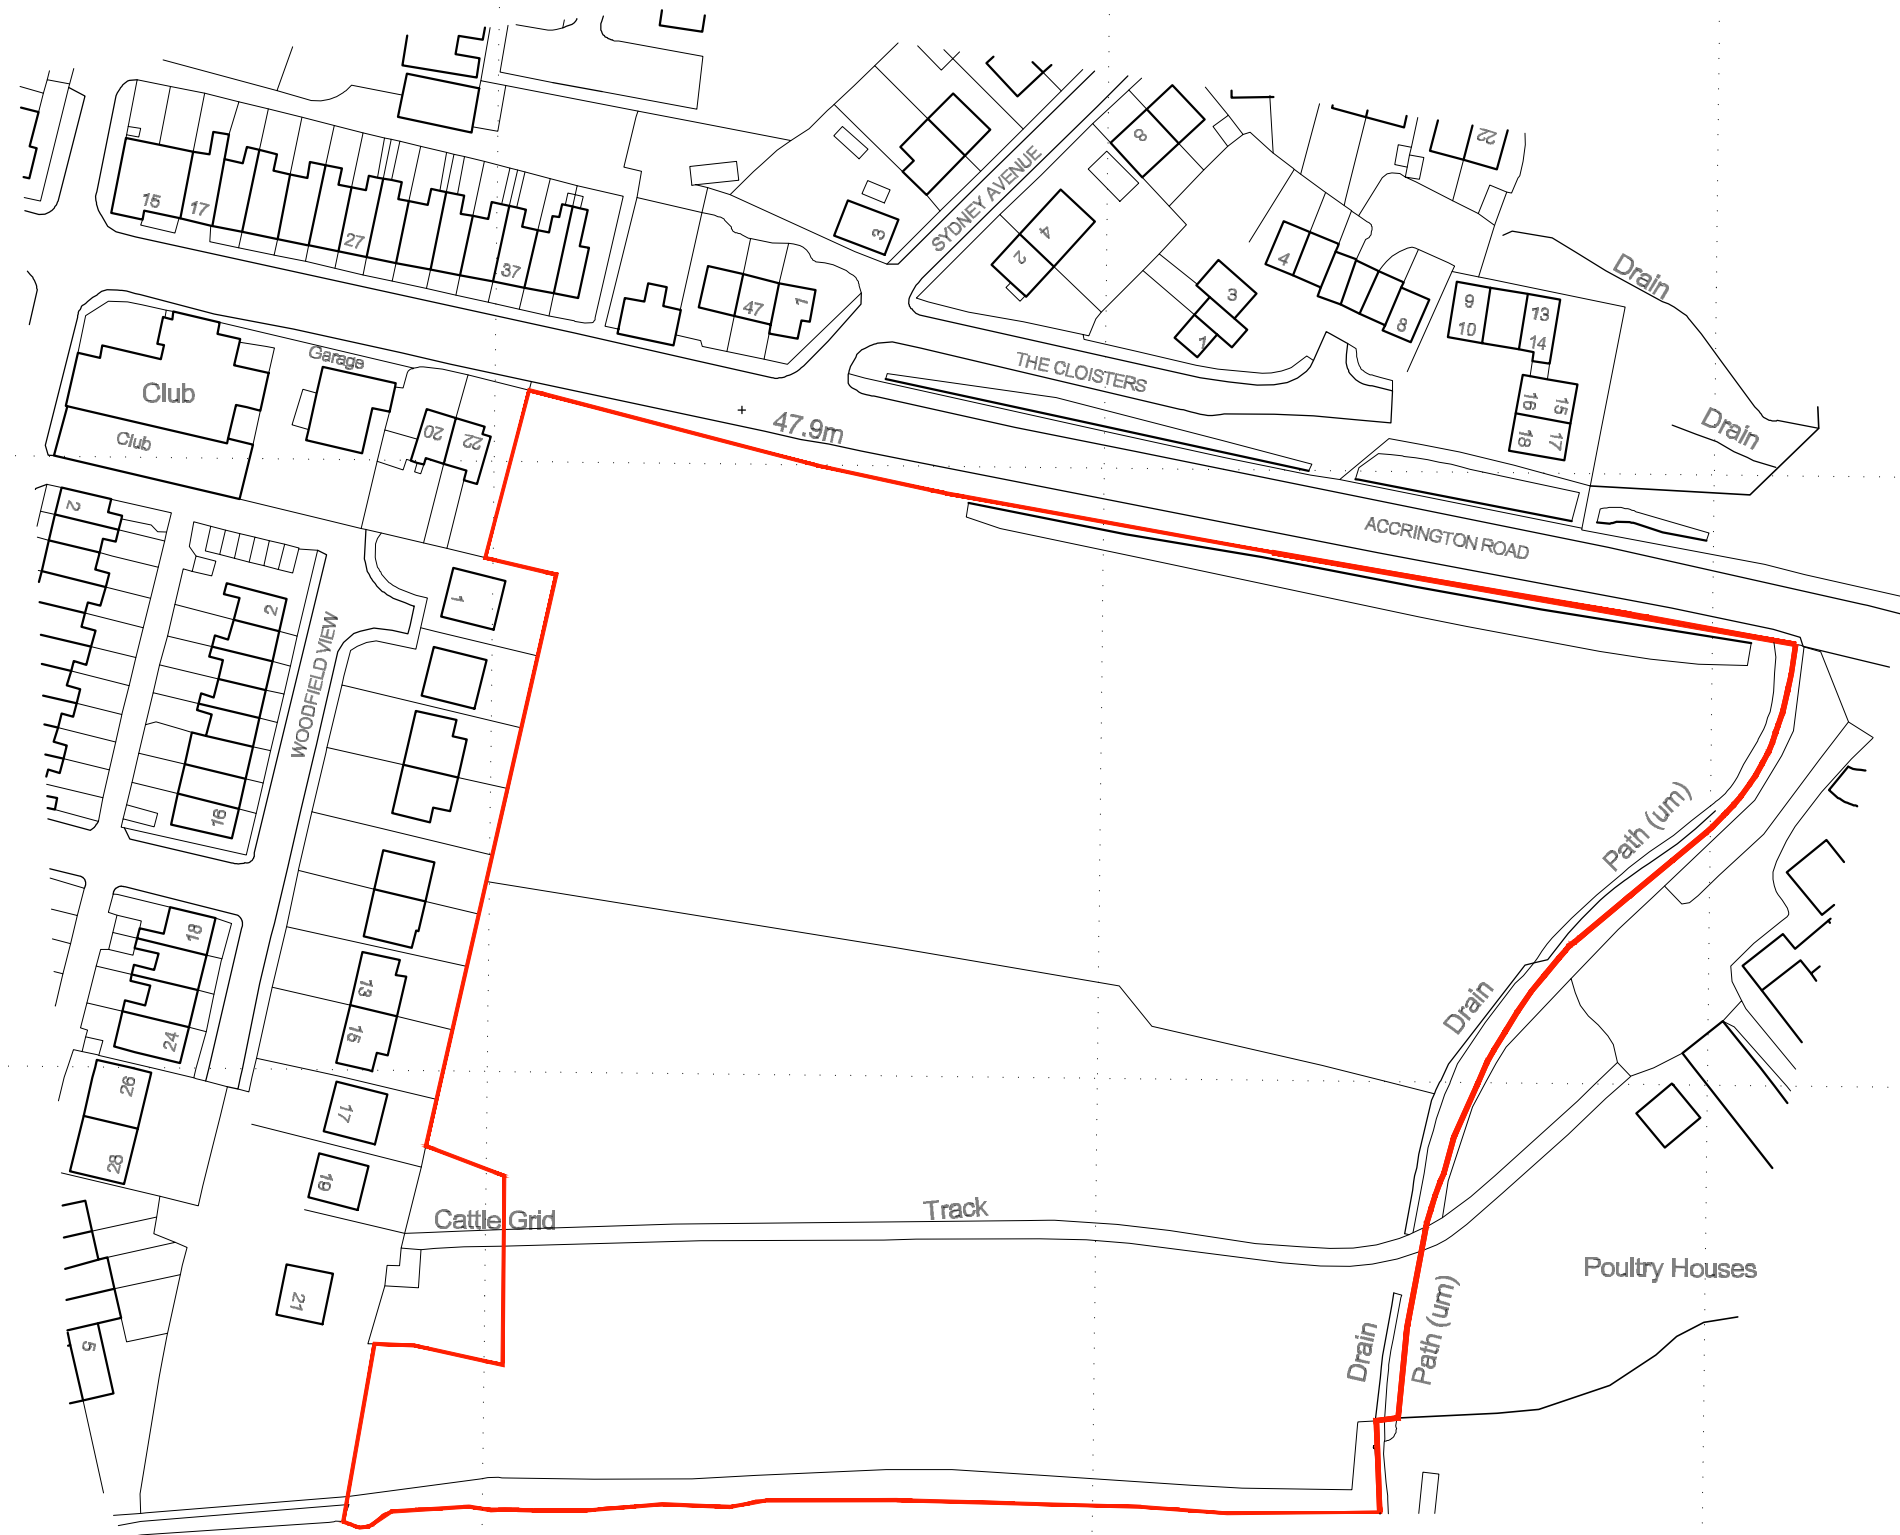 22
8
SYDNEY AVENUE
15
17
27
37
3
4
2
4
3
1
8
9
10
13
14
Drain
47
1
THE CLOISTERS
Garage
Club
Club
20
22
47.9m
16
15
18
17
Drain
ACCRINGTON ROAD
2
2
1
WOODFIELD VIEW
16
Path (um)
18
24
13
15
Drain
26
28
17
19
Cattle Grid
Track
Poultry Houses
21
5
Drain
Path (um)